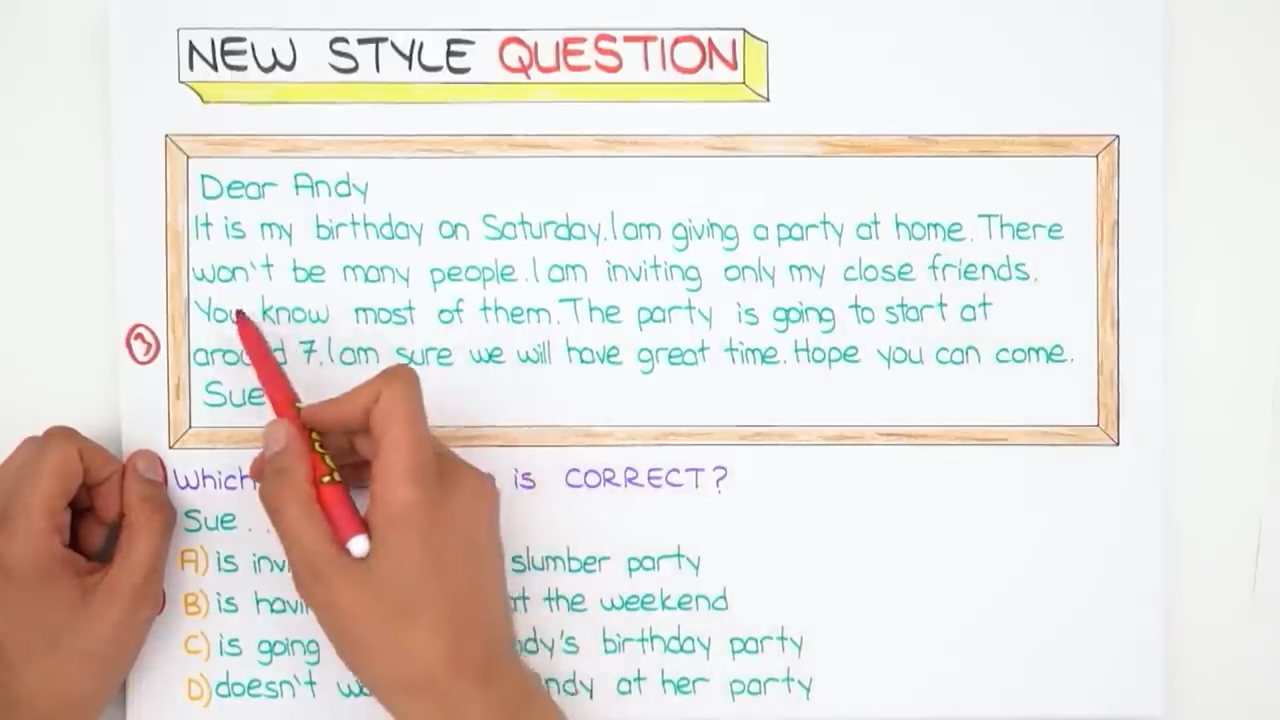 NEW STYLE QUESTION
Dear Andy
It is my birthday on Saturday. I am giving a party at home. There
won't be many people. I am inviting only my close friends.
You know most of them. The party is going to start at
3
around 7. I am sure we will have great time. Hope you can come.
Sue
Which is CORRECT?
Sue . .
A) is slumber party
B) is the weekend
C) is going birthday party
D) doesn't at her party